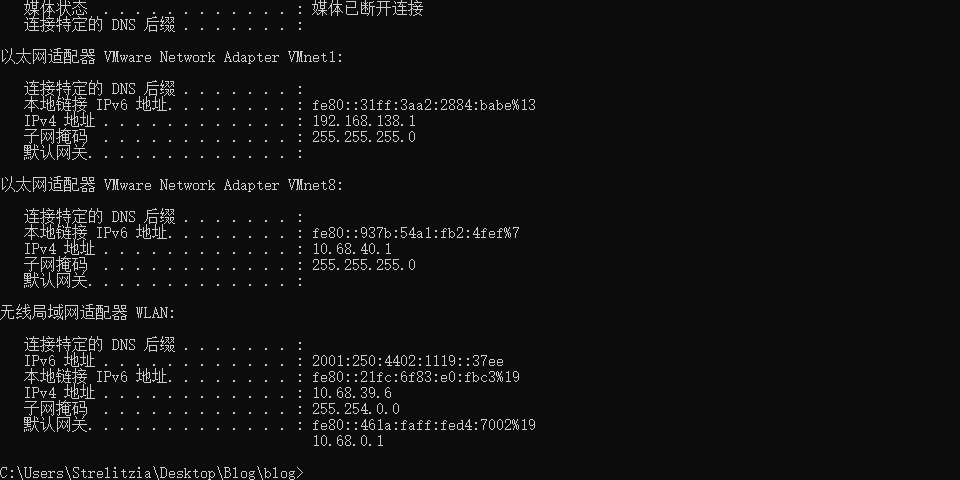 媒体状态  . . . . . . . . . . . . : 媒体已断开连接
连接特定的 DNS 后缀 . . . . . . . :
以太网适配器 VMware Network Adapter VMnet1:
连接特定的 DNS 后缀 . . . . . . . :
本地链接 IPv6 地址. . . . . . . . : fe80::31ff:3aa2:2884:babe%13
IPv4 地址 . . . . . . . . . . . . : 192.168.138.1
子网掩码  . . . . . . . . . . . . : 255.255.255.0
默认网关. . . . . . . . . . . . . :
以太网适配器 VMware Network Adapter VMnet8:
连接特定的 DNS 后缀 . . . . . . . :
本地链接 IPv6 地址. . . . . . . . : fe80::937b:54a1:fb2:4fef%7
IPv4 地址 . . . . . . . . . . . . : 10.68.40.1
子网掩码  . . . . . . . . . . . . : 255.255.255.0
默认网关. . . . . . . . . . . . . :
无线局域网适配器 WLAN:
连接特定的 DNS 后缀 . . . . . . . :
IPv6 地址 . . . . . . . . . . . . : 2001:250:4402:1119::37ee
本地链接 IPv6 地址. . . . . . . . : fe80::21fc:6f83:e0:fbc3%19
IPv4 地址 . . . . . . . . . . . . : 10.68.39.6
子网掩码  . . . . . . . . . . . . : 255.254.0.0
默认网关. . . . . . . . . . . . . : fe80::461a:faff:fed4:7002%19
10.68.0.1
C:\Users\Strelitzia\Desktop\Blog\blog>